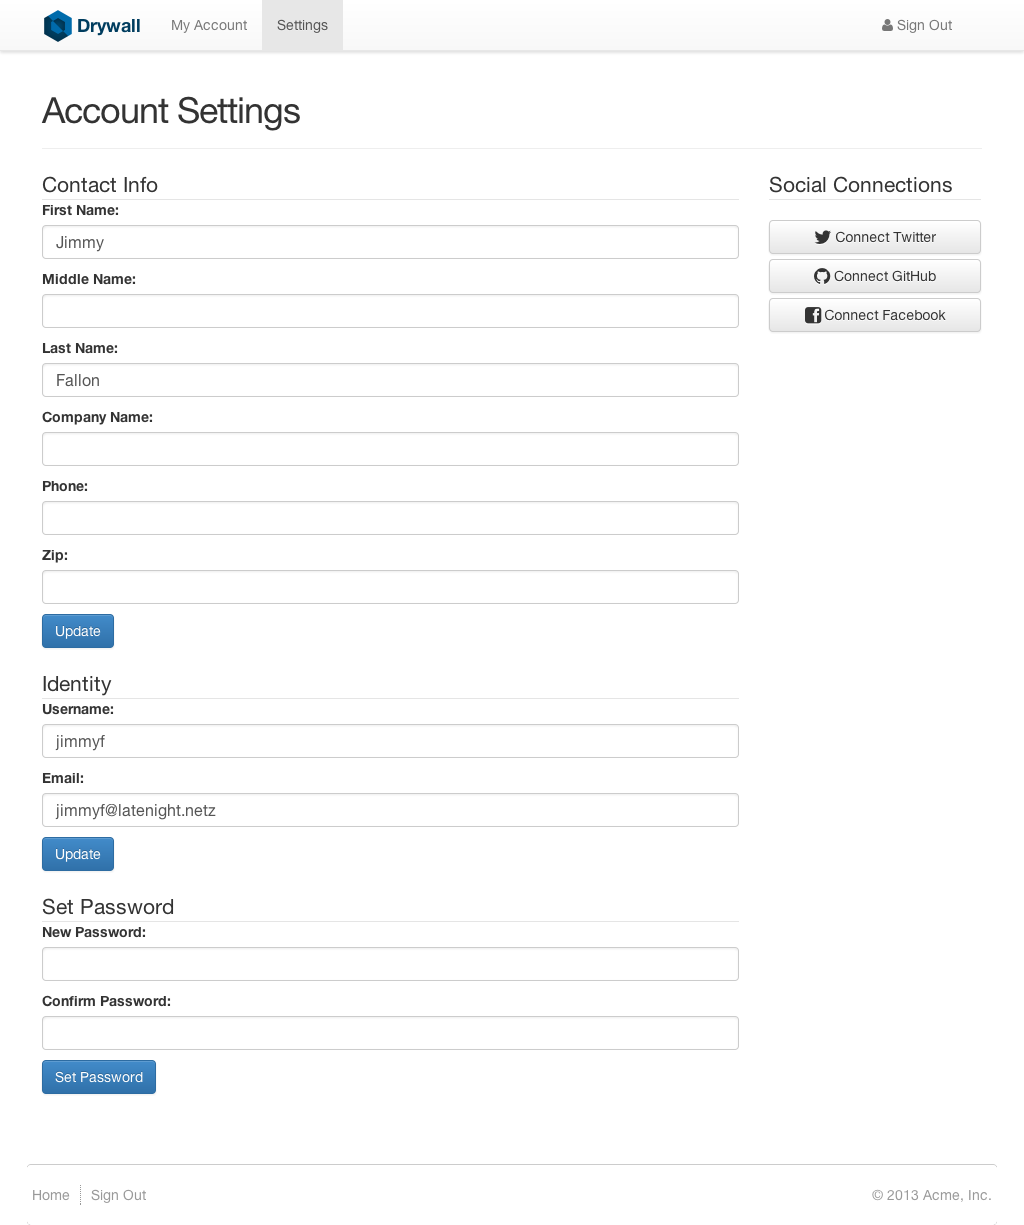 Drywall My Account Settings Sign Out
Account Settings
Contact Info
First Name:
Jimmy
Middle Name:
Last Name:
Fallon
Company Name:
Phone:
Zip:
Update
Identity
Username:
jimmyf
Email:
jimmyf@latenight.netz
Update
Set Password
New Password:
Confirm Password:
Set Password
Social Connections
Connect Twitter
Connect GitHub
Connect Facebook
Home Sign Out © 2013 Acme, Inc.